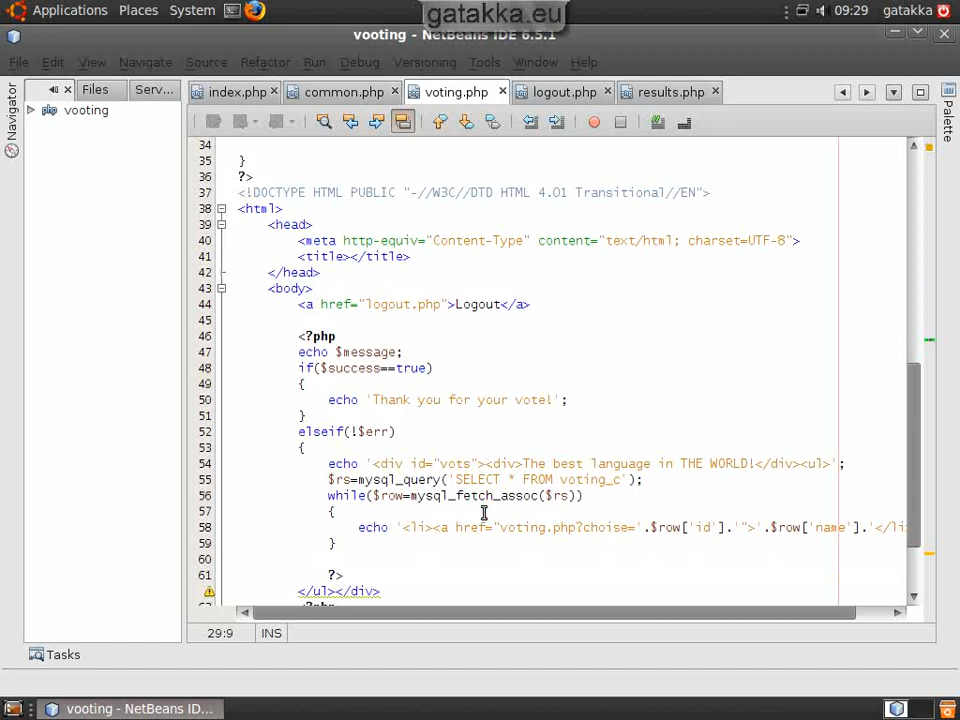 Applications Places System
gatakka.eu
09:29 gatakka
vooting - NetBeans IDE 6.5.1
File Edit View Navigate Source Refactor Run Debug Versioning Tools Window Help
Navigator
Files Serv...
vooting
index.php common.php voting.php logout.php results.php
Palette
34
35 }
36 ?>
37 <!DOCTYPE HTML PUBLIC "-//W3C//DTD HTML 4.01 Transitional//EN">
38 <html>
39 <head>
40 <meta http-equiv="Content-Type" content="text/html; charset=UTF-8">
41 <title></title>
42 </head>
43 <body>
44 <a href="logout.php">Logout</a>
45
46 <?php
47 echo $message;
48 if($success==true)
49 {
50 echo 'Thank you for your vote!';
51 }
52 elseif(!$err)
53 {
54 echo '<div id="vots"><div>The best language in THE WORLD!</div><ul>';
55 $rs=mysql_query('SELECT * FROM voting_c');
56 while($row=mysql_fetch_assoc($rs))
57 {
58 echo '<li><a href="voting.php?choise='.$row['id'].'">'.$row['name'].'</li
59 }
60
61 ?>
</ul></div>
<?php
29:9 INS
Tasks
vooting - NetBeans ID...